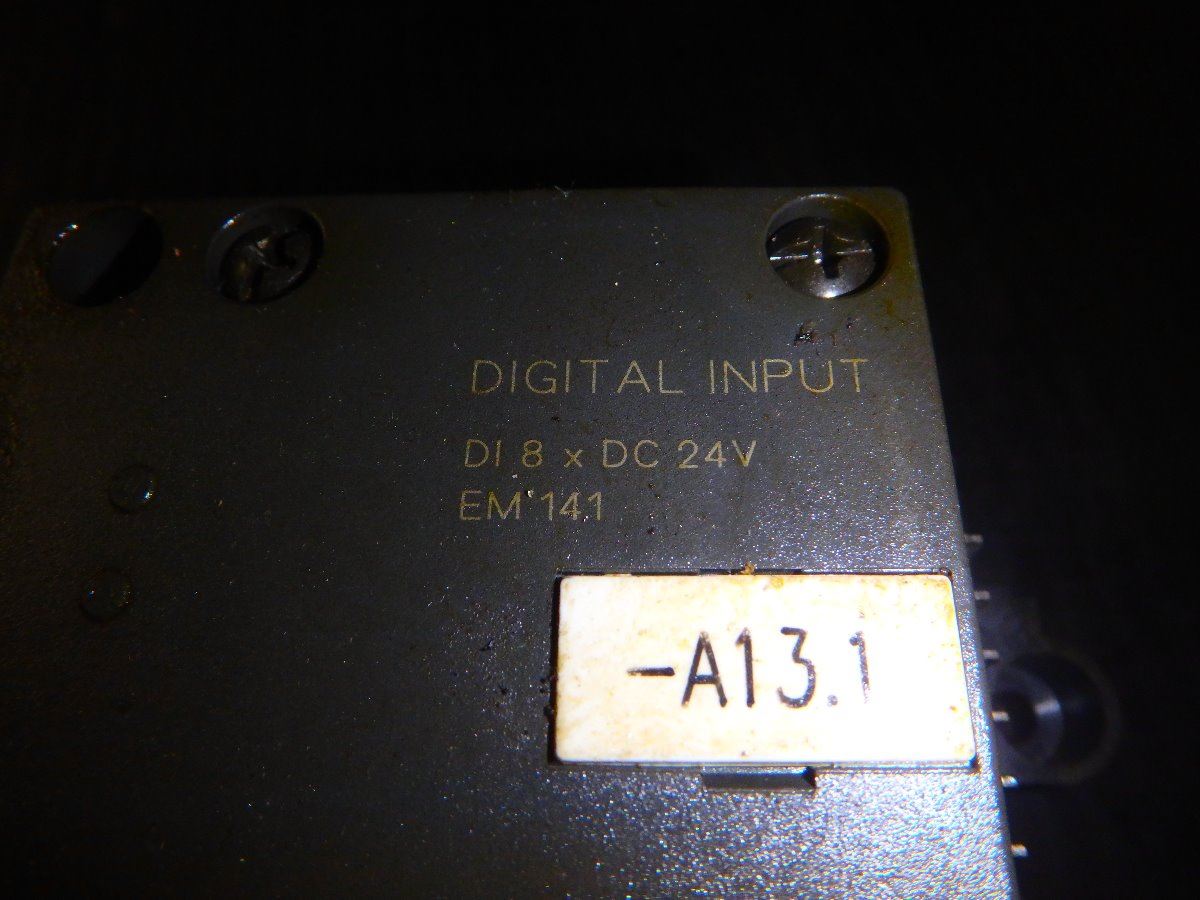 DIGITAL INPUT
DI 8 x DC 24V
EM 141
-A13.1